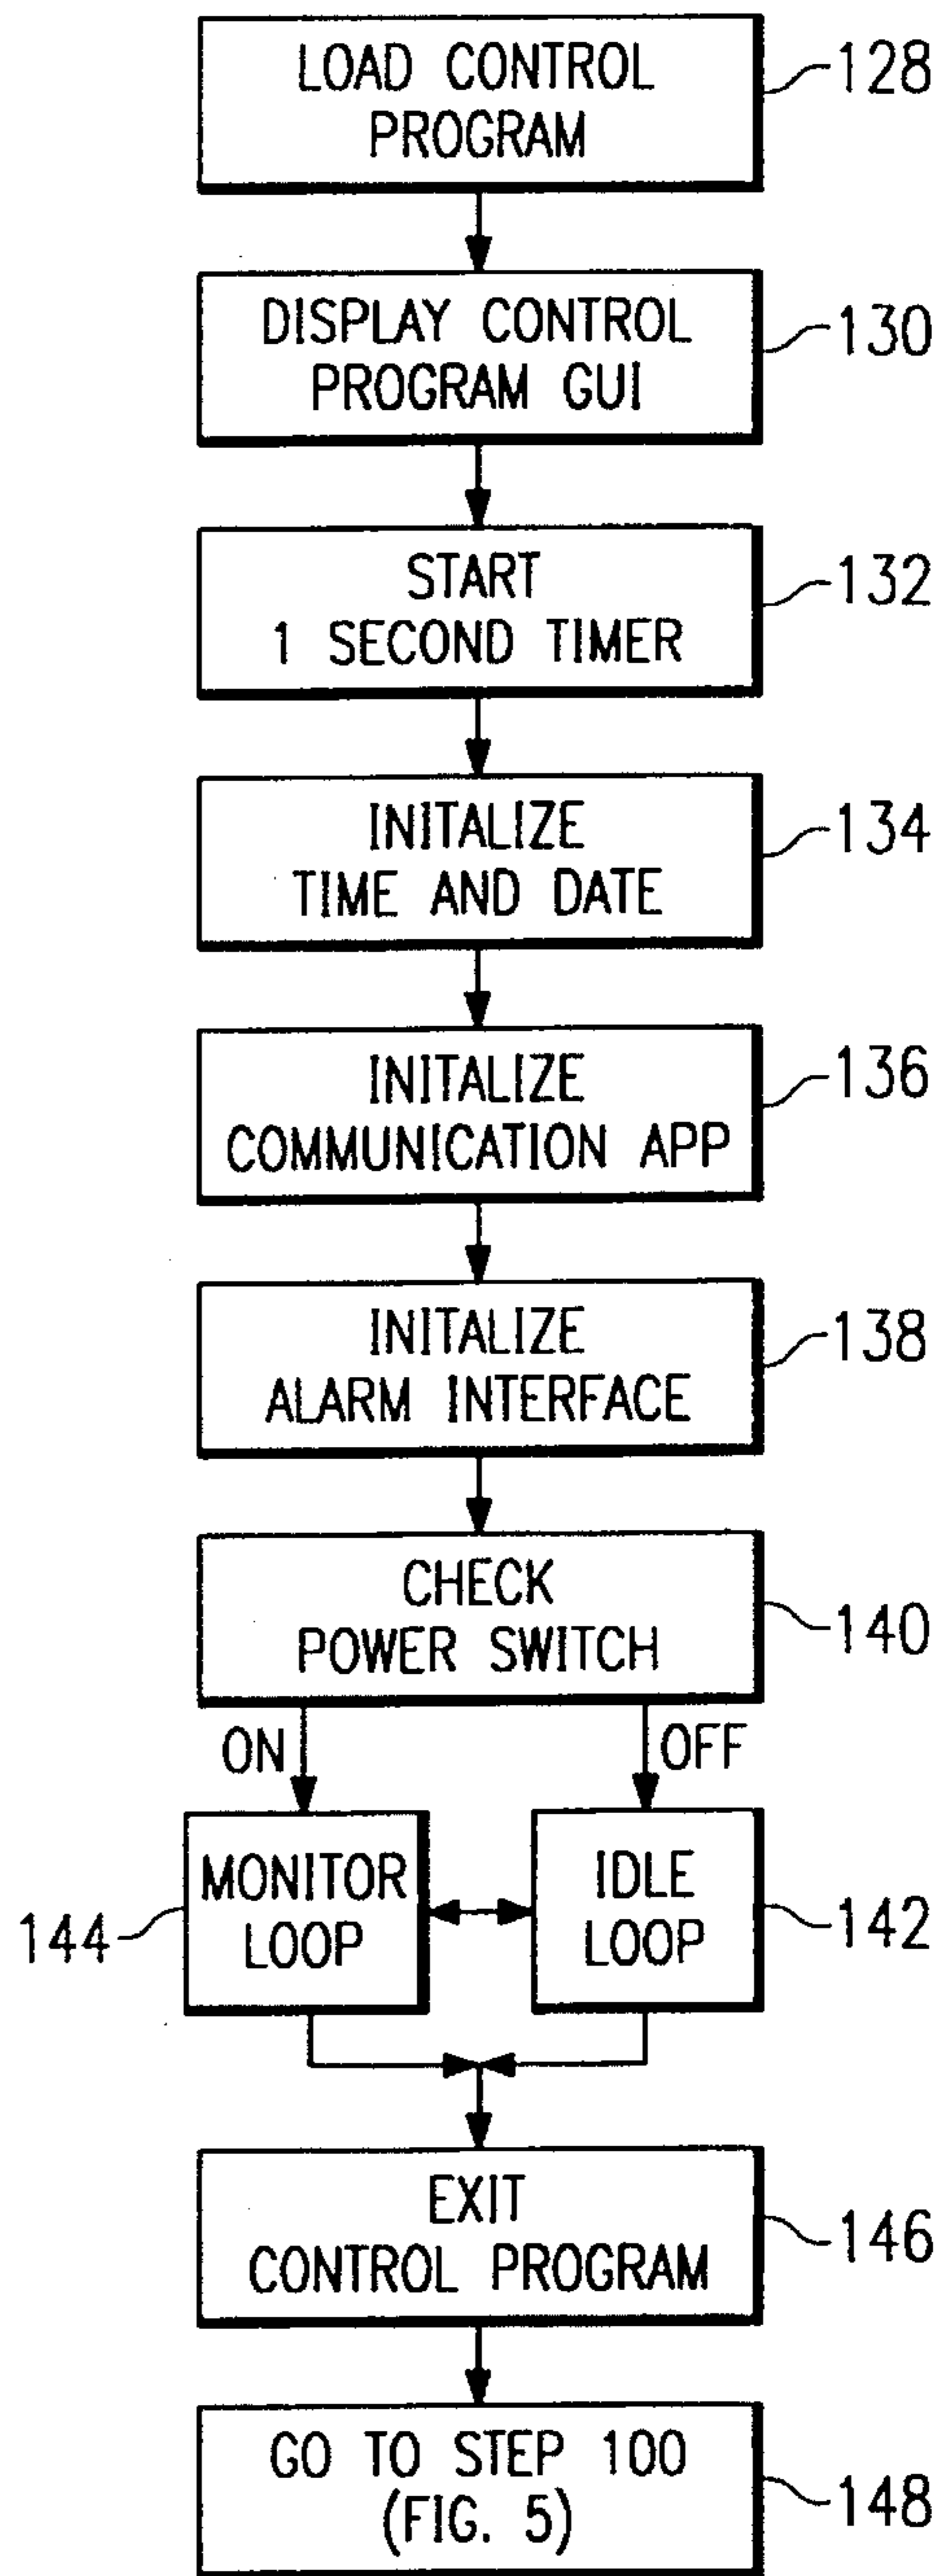 LOAD CONTROL
PROGRAM
128
DISPLAY CONTROL
PROGRAM GUI
130
START
1 SECOND TIMER
132
INITALIZE
TIME AND DATE
134
INITALIZE
COMMUNICATION APP
136
INITALIZE
ALARM INTERFACE
138
CHECK
POWER SWITCH
140
ON
OFF
144
MONITOR
LOOP
IDLE
LOOP
142
EXIT
CONTROL PROGRAM
146
GO TO STEP 100
(FIG. 5)
148